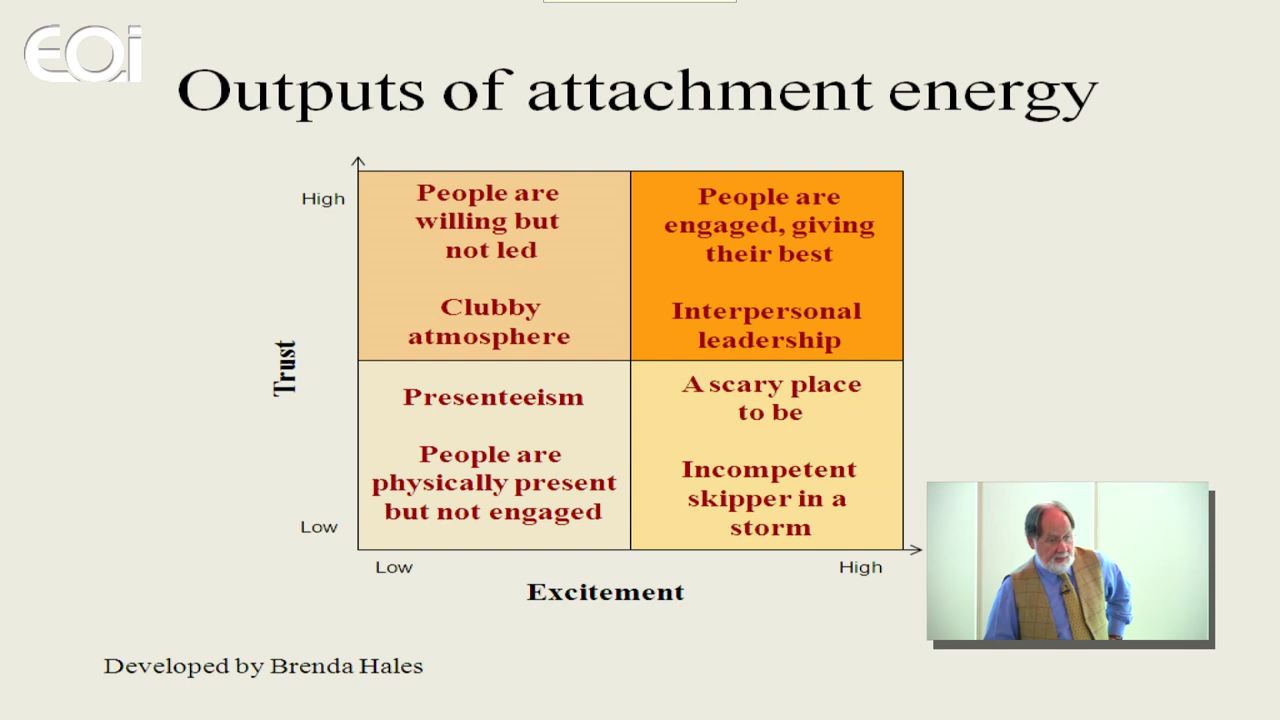 EQi
Outputs of attachment energy
High
People are
willing but
not led
Clubby
atmosphere
People are
engaged, giving
their best
Interpersonal
leadership
Trust
Presenteeism
People are
physically present
but not engaged
A scary place
to be
Incompetent
skipper in a
storm
Low
Low
High
Excitement
Developed by Brenda Hales